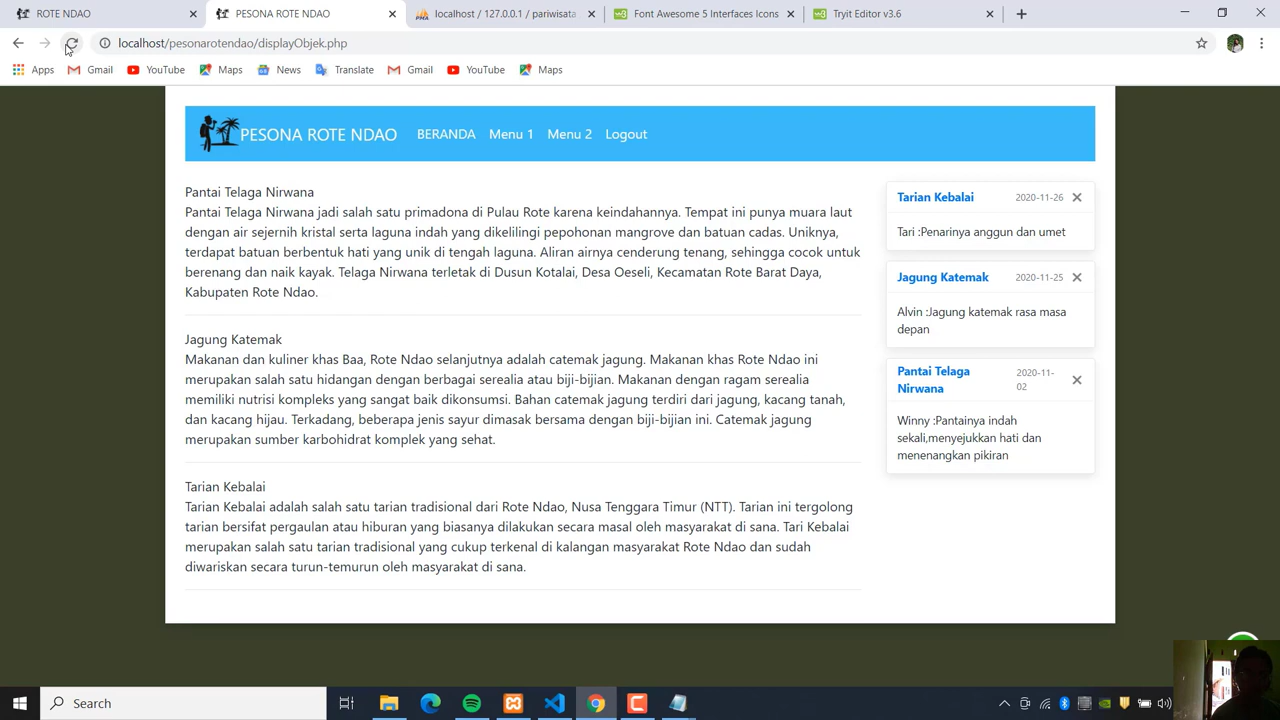 ROTE NDAO
PESONA ROTE NDAO
localhost / 127.0.0.1 / pariwisata
Font Awesome 5 Interfaces Icons
Tryit Editor v3.6
localhost/pesonarotendao/displayObjek.php
Apps
Gmail
YouTube
Maps
News
Translate
Gmail
YouTube
Maps
PESONA ROTE NDAO
BERANDA
Menu 1
Menu 2
Logout
Pantai Telaga Nirwana
Pantai Telaga Nirwana jadi salah satu primadona di Pulau Rote karena keindahannya. Tempat ini punya muara laut
dengan air sejernih kristal serta laguna indah yang dikelilingi pepohonan mangrove dan batuan cadas. Uniknya,
terdapat batuan berbentuk hati yang unik di tengah laguna. Aliran airnya cenderung tenang, sehingga cocok untuk
berenang dan naik kayak. Telaga Nirwana terletak di Dusun Kotalai, Desa Oeseli, Kecamatan Rote Barat Daya,
Kabupaten Rote Ndao.
Jagung Katemak
Makanan dan kuliner khas Baa, Rote Ndao selanjutnya adalah catemak jagung. Makanan khas Rote Ndao ini
merupakan salah satu hidangan dengan berbagai serealia atau biji-bijian. Makanan dengan ragam serealia
memiliki nutrisi kompleks yang sangat baik dikonsumsi. Bahan catemak jagung terdiri dari jagung, kacang tanah,
dan kacang hijau. Terkadang, beberapa jenis sayur dimasak bersama dengan biji-bijian ini. Catemak jagung
merupakan sumber karbohidrat komplek yang sehat.
Tarian Kebalai
Tarian Kebalai adalah salah satu tarian tradisional dari Rote Ndao, Nusa Tenggara Timur (NTT). Tarian ini tergolong
tarian bersifat pergaulan atau hiburan yang biasanya dilakukan secara masal oleh masyarakat di sana. Tari Kebalai
merupakan salah satu tarian tradisional yang cukup terkenal di kalangan masyarakat Rote Ndao dan sudah
diwariskan secara turun-temurun oleh masyarakat di sana.
Tarian Kebalai
2020-11-26
Tari :Penarinya anggun dan umet
Jagung Katemak
2020-11-25
Alvin :Jagung katemak rasa masa
depan
Pantai Telaga
Nirwana
2020-11-
02
Winny :Pantainya indah
sekali,menyejukkan hati dan
menenangkan pikiran
Search